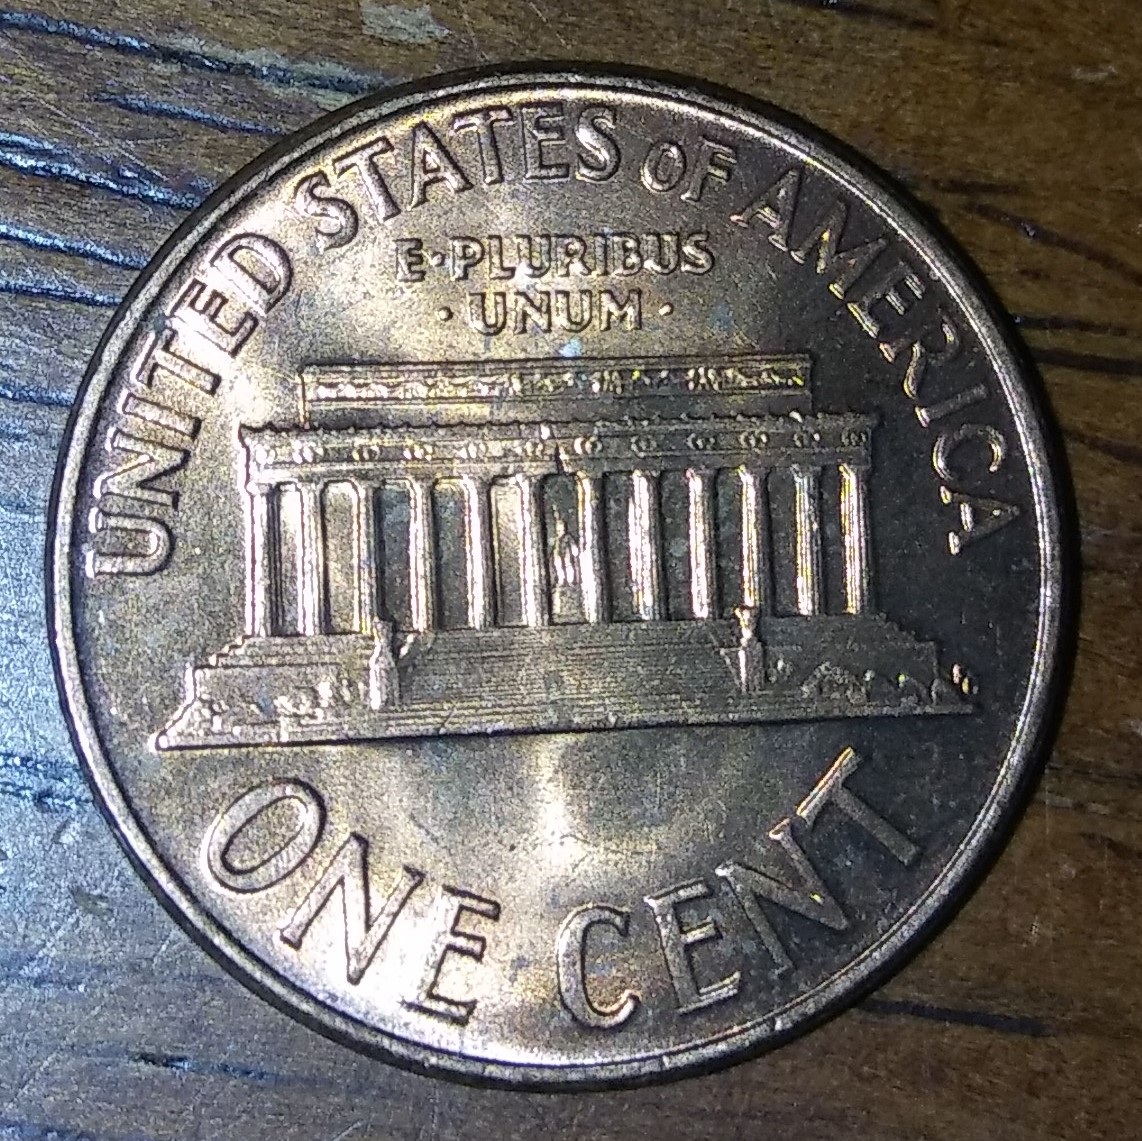 UNITED STATES OF AMERICA
E·PLURIBUS
·UNUM·
ONE CENT